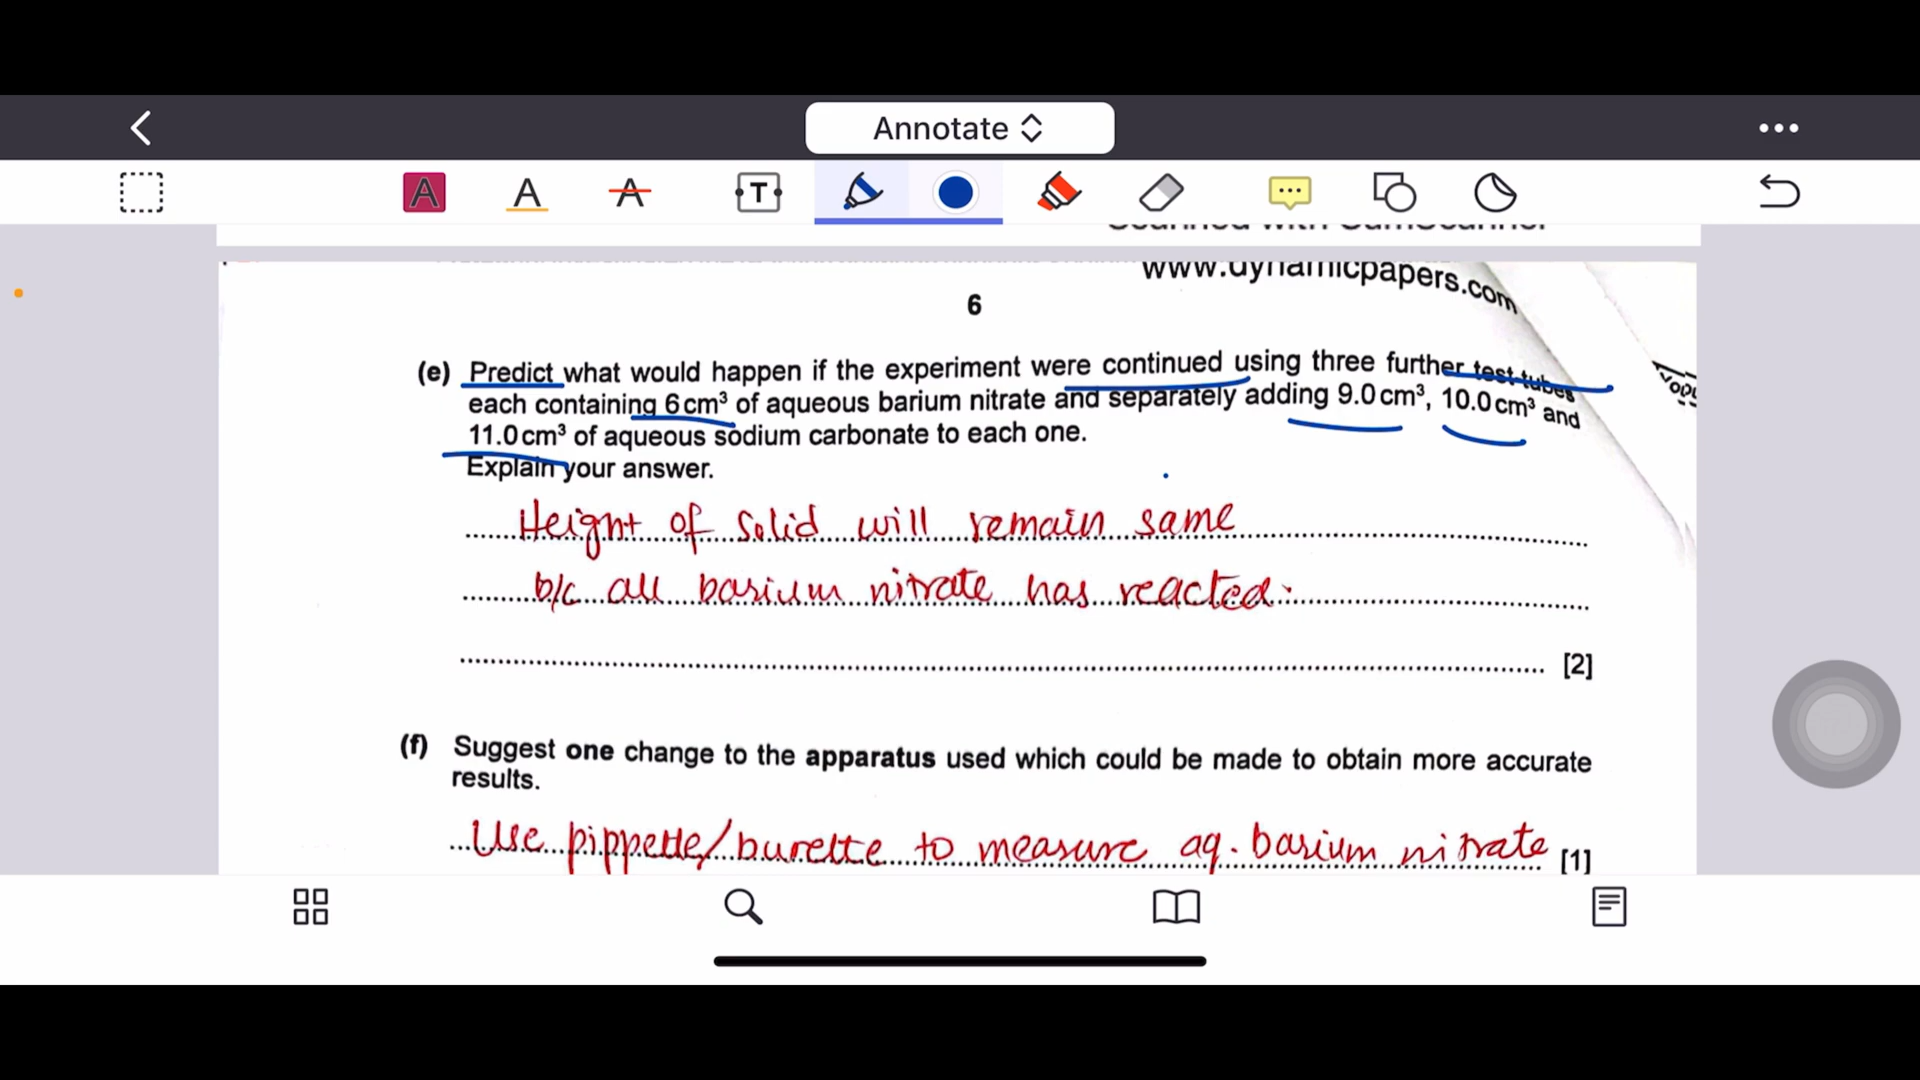 Annotate
www.dynamicpapers.com
6
(e) Predict what would happen if the experiment were continued using three further test-tubes
each containing 6 cm³ of aqueous barium nitrate and separately adding 9.0 cm³, 10.0 cm³ and
11.0 cm³ of aqueous sodium carbonate to each one.
Explain your answer.
Height of solid will remain same
b/c all barium nitrate has reacted.
[2]
(f) Suggest one change to the apparatus used which could be made to obtain more accurate
results.
Use pippette/burette to measure aq. barium nitrate [1]